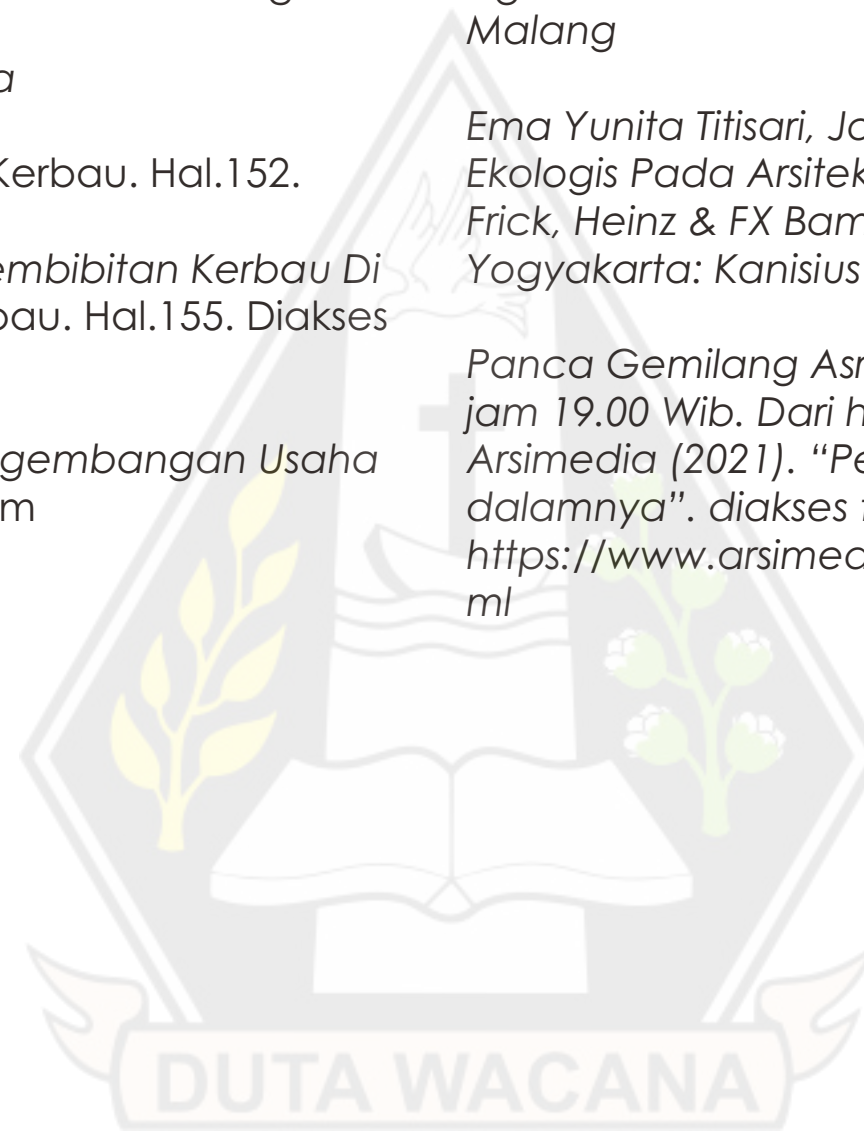 a
Kerbau. Hal.152.
embibitan Kerbau Di
bau. Hal.155. Diakses
gembangan Usaha
m
Malang
Ema Yunita Titisari, Jo
Ekologis Pada Arsitek
Frick, Heinz & FX Bam
Yogyakarta: Kanisius
Panca Gemilang Asr
jam 19.00 Wib. Dari h
Arsimedia (2021). “Pe
dalamnya”. diakses t
https://www.arsimed
ml
DUTA WACANA